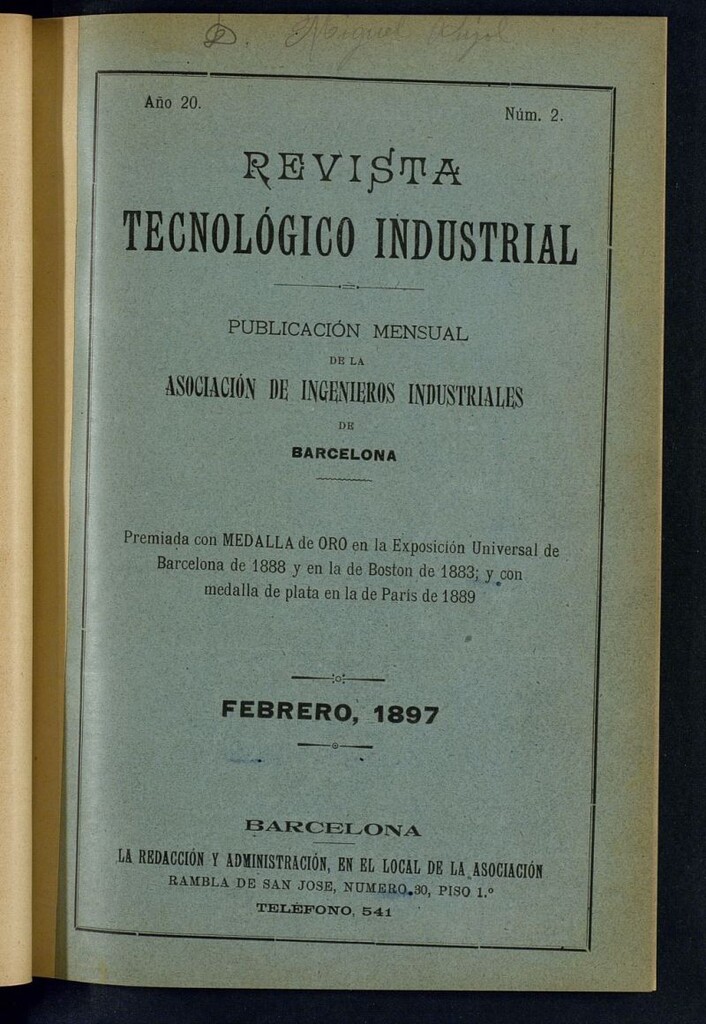 D. Miguel
Año 20.
Núm. 2.
REVISTA
TECNOLÓGICO INDUSTRIAL
PUBLICACIÓN MENSUAL
DE LA
ASOCIACIÓN DE INGENIEROS INDUSTRIALES
DE
BARCELONA
Premiada con MEDALLA de ORO en la Exposición Universal de
Barcelona de 1888 y en la de Boston de 1883; y con
medalla de plata en la de París de 1889
FEBRERO, 1897
BARCELONA
LA REDACCIÓN Y ADMINISTRACIÓN, EN EL LOCAL DE LA ASOCIACIÓN
RAMBLA DE SAN JOSE, NUMERO 30, PISO 1.º
TELÉFONO, 541